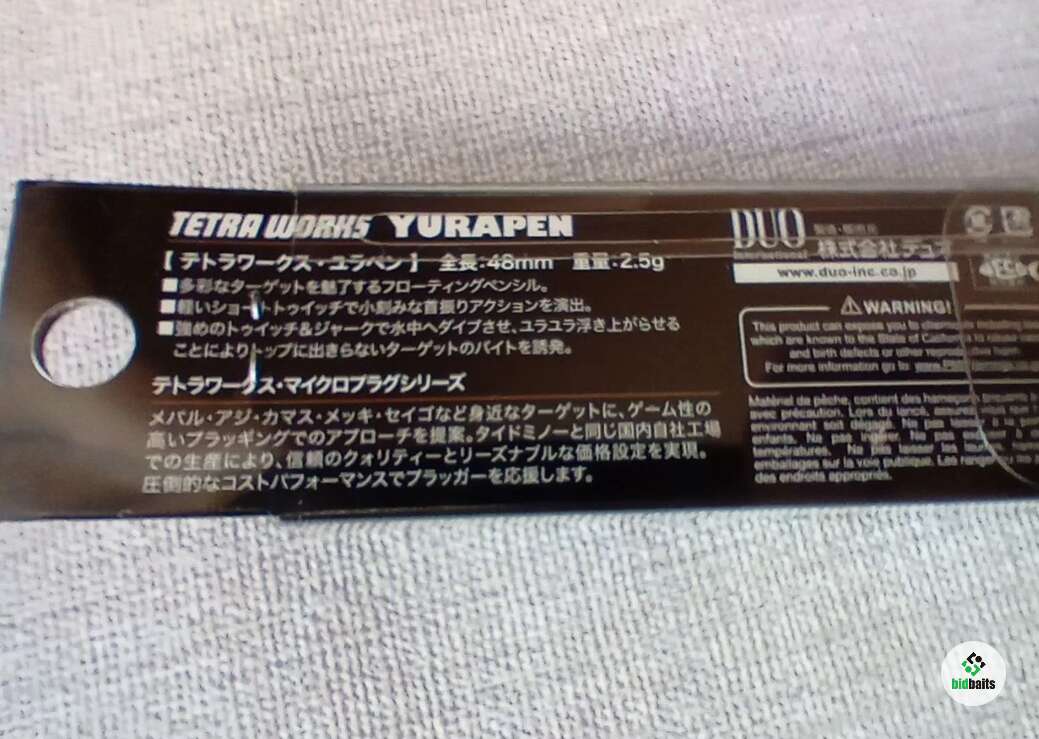 TETRA WORKS YURAPEN
【テトラワークス・ユラペン】 全長:48mm 重量:2.5g
■多彩なターゲットを魅了するフローティングペンシル。
■軽いショートトゥイッチで小刻みな首振りアクションを演出。
■強めのトゥイッチ&ジャークで水中へダイブさせ、ユラユラ浮き上がらせる
ことによりトップに出きらないターゲットのバイトを誘発。
テトラワークス・マイクロプラグシリーズ
メバル・アジ・カマス・メッキ・セイゴなど身近なターゲットに、ゲーム性の
高いプラッギングでのアプローチを提案。タイドミノーと同じ国内自社工場
での生産により、信頼のクォリティーとリーズナブルな価格設定を実現。
圧倒的なコストパフォーマンスでプラッガーを応援します。
DUO
International
株式会社デュオ
www.duo-inc.co.jp
WARNING!
This product can expose you to chemicals including
which are known to the State of California to cause
and birth defects or other reproductive harm.
For more information go to
Matériel de pêche, contient des hameçons
avec précaution. Lors du lancé, assurez
environnant soit dégagé. Ne pas
enfants. Ne pas ingérer. Ne pas
températures. Ne pas laisser les
emballages sur la voie publique. Les
des endroits appropriés.
bidbaits